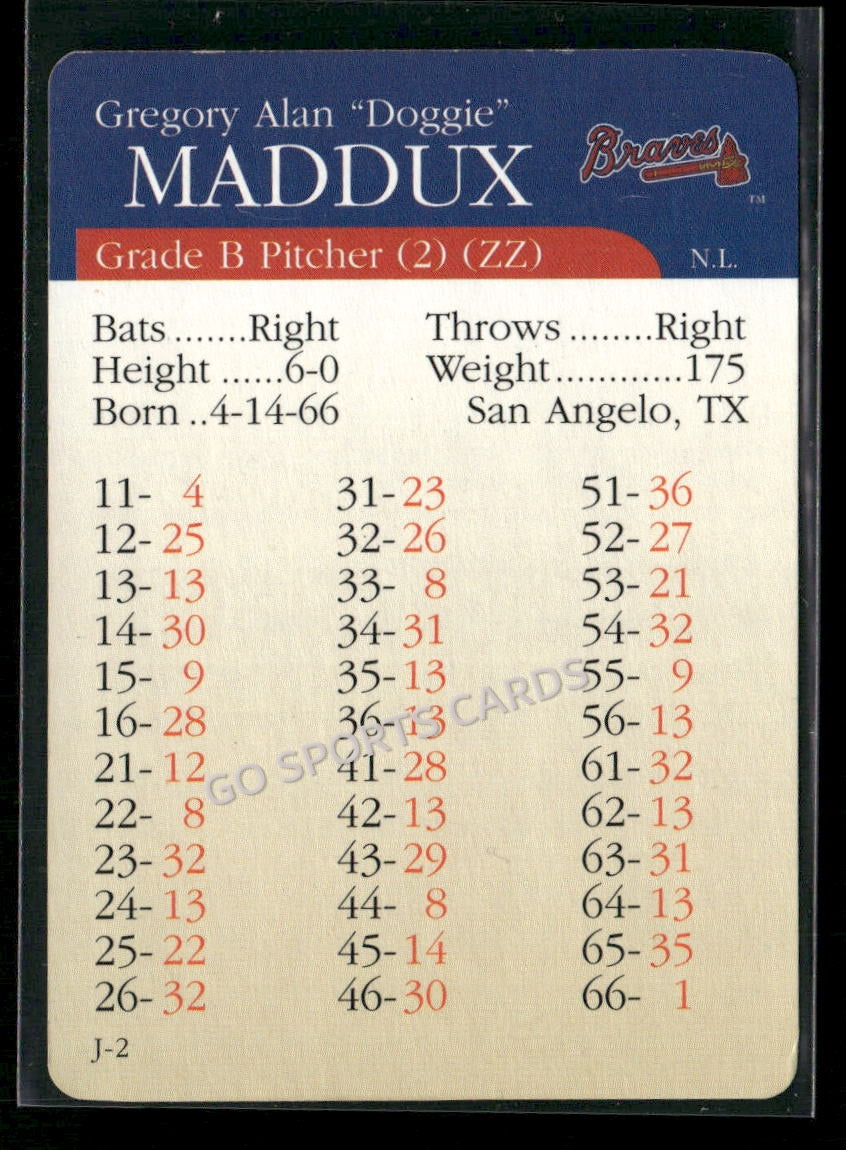 Gregory Alan “Doggie”
MADDUX
Braves
TM
Grade B Pitcher (2) (ZZ)
N.L.
Bats.......Right Throws........Right
Height ......6-0 Weight............175
Born ..4-14-66 San Angelo, TX
11- 4 31-23 51-36
12-25 32-26 52-27
13-13 33- 8 53-21
14-30 34-31 54-32
15- 9 35-13 55- 9
16-28 36-13 56-13
21-12 41-28 61-32
22- 8 42-13 62-13
23-32 43-29 63-31
24-13 44- 8 64-13
25-22 45-14 65-35
26-32 46-30 66- 1
J-2
GO SPORTS CARDS